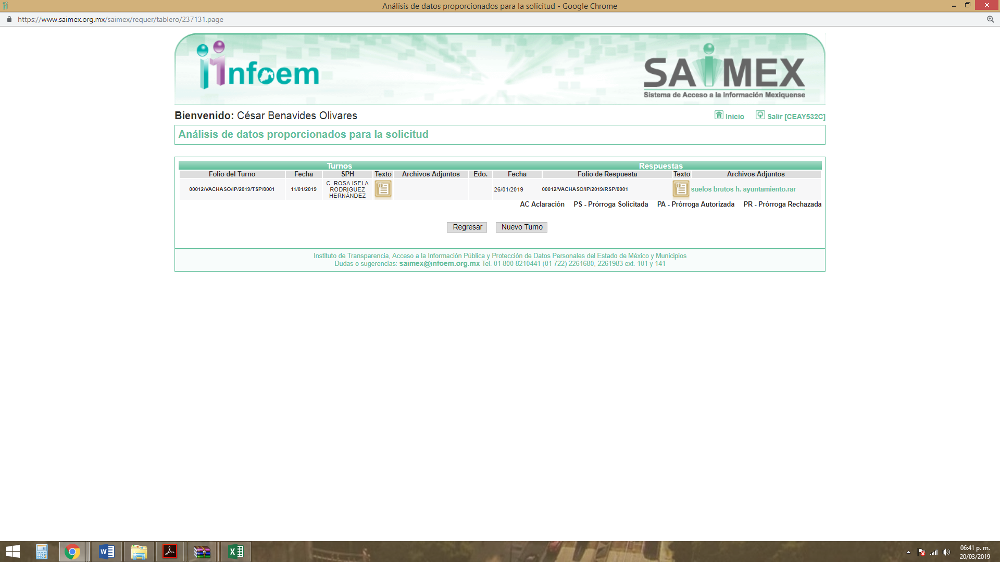 Análisis de datos proporcionados para la solicitud - Google Chrome
https://www.saimex.org.mx/saimex/requer/tablero/237131.page
infoem
SAIMEX
Sistema de Acceso a la Información Mexiquense
Bienvenido: César Benavides Olivares
Inicio Salir [CEAY532C]
Análisis de datos proporcionados para la solicitud
Turnos Respuestas
Folio del Turno Fecha SPH Texto Archivos Adjuntos Edo. Fecha Folio de Respuesta Texto Archivos Adjuntos
00012/VACHASO/IP/2019/TSP/0001 11/01/2019 C. ROSA ISELA RODRÍGUEZ HERNÁNDEZ 26/01/2019 00012/VACHASO/IP/2019/RSP/0001 suelos brutos h. ayuntamiento.rar
AC Aclaración PS - Prórroga Solicitada PA - Prórroga Autorizada PR - Prórroga Rechazada
Regresar Nuevo Turno
Instituto de Transparencia, Acceso a la Información Pública y Protección de Datos Personales del Estado de México y Municipios
Dudas o sugerencias: saimex@infoem.org.mx Tel. 01 800 8210441 (01 722) 2261680, 2261983 ext. 101 y 141
06:41 p. m.
20/03/2019